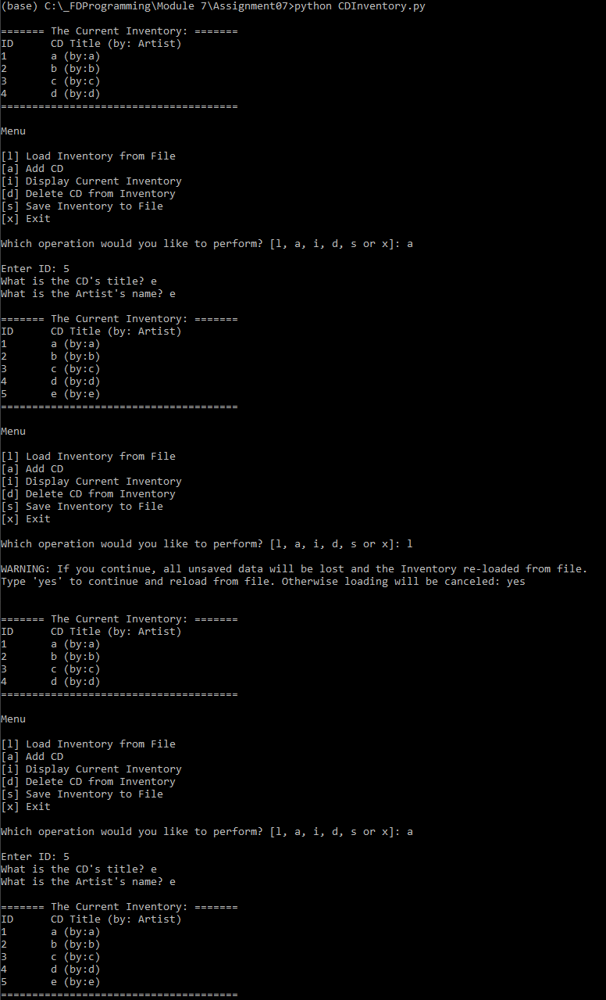 (base) C:\_FDProgramming\Module 7\Assignment07>python CDInventory.py
======= The Current Inventory: =======
ID      CD Title (by: Artist)
1       a (by:a)
2       b (by:b)
3       c (by:c)
4       d (by:d)
======================================
Menu
[l] Load Inventory from File
[a] Add CD
[i] Display Current Inventory
[d] Delete CD from Inventory
[s] Save Inventory to File
[x] Exit
Which operation would you like to perform? [l, a, i, d, s or x]: a
Enter ID: 5
What is the CD's title? e
What is the Artist's name? e
======= The Current Inventory: =======
ID      CD Title (by: Artist)
1       a (by:a)
2       b (by:b)
3       c (by:c)
4       d (by:d)
5       e (by:e)
======================================
Menu
[l] Load Inventory from File
[a] Add CD
[i] Display Current Inventory
[d] Delete CD from Inventory
[s] Save Inventory to File
[x] Exit
Which operation would you like to perform? [l, a, i, d, s or x]: l
WARNING: If you continue, all unsaved data will be lost and the Inventory re-loaded from file.
Type 'yes' to continue and reload from file. Otherwise loading will be canceled: yes
======= The Current Inventory: =======
ID      CD Title (by: Artist)
1       a (by:a)
2       b (by:b)
3       c (by:c)
4       d (by:d)
======================================
Menu
[l] Load Inventory from File
[a] Add CD
[i] Display Current Inventory
[d] Delete CD from Inventory
[s] Save Inventory to File
[x] Exit
Which operation would you like to perform? [l, a, i, d, s or x]: a
Enter ID: 5
What is the CD's title? e
What is the Artist's name? e
======= The Current Inventory: =======
ID      CD Title (by: Artist)
1       a (by:a)
2       b (by:b)
3       c (by:c)
4       d (by:d)
5       e (by:e)
======================================